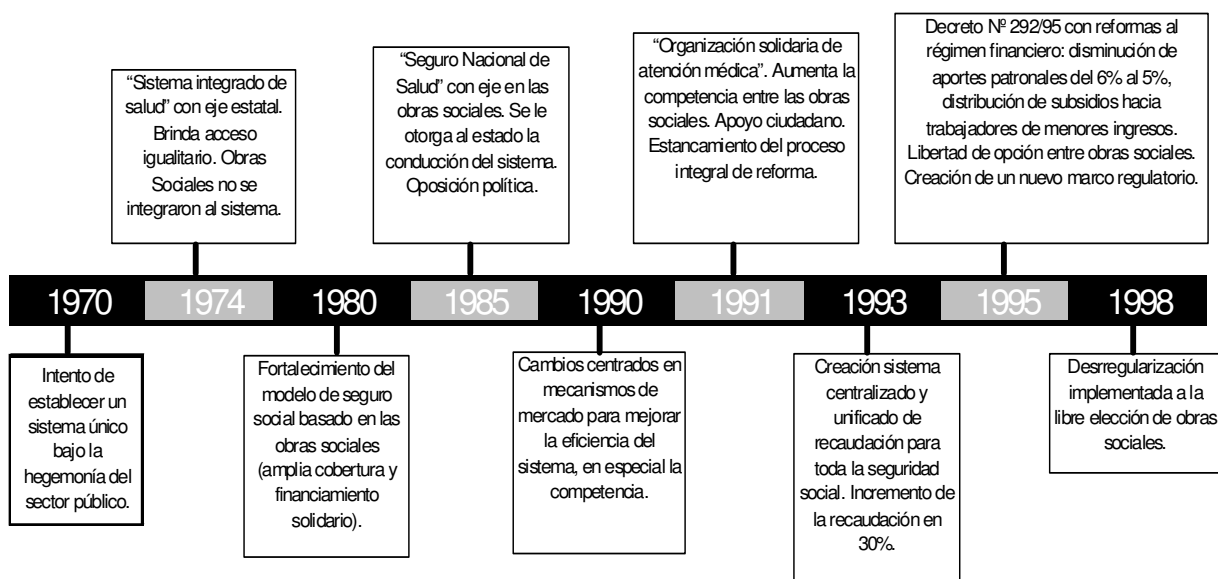 “Sistema integrado de
salud” con eje estatal.
Brinda acceso
igualitario. Obras
Sociales no se
integraron al sistema.
“Seguro Nacional de
Salud” con eje en las
obras sociales. Se le
otorga al estado la
conducción del sistema.
Oposición política.
“Organización solidaria de
atención médica”. Aumenta la
competencia entre las obras
sociales. Apoyo ciudadano.
Estancamiento del proceso
integral de reforma.
Decreto Nº 292/95 con reformas al
régimen financiero: disminución de
aportes patronales del 6% al 5%,
distribución de subsidios hacia
trabajadores de menores ingresos.
Libertad de opción entre obras sociales.
Creación de un nuevo marco regulatorio.
1970 1974 1980 1985 1990 1991 1993 1995 1998
Intento de
establecer un
sistema único
bajo la
hegemonía del
sector público.
Fortalecimiento del
modelo de seguro
social basado en las
obras sociales
(amplia cobertura y
financiamiento
solidario).
Cambios centrados en
mecanismos de
mercado para mejorar
la eficiencia del
sistema, en especial la
competencia.
Creación sistema
centralizado y
unificado de
recaudación para
toda la seguridad
social. Incremento de
la recaudación en
30%.
Desrregularización
implementada a la
libre elección de obras
sociales.